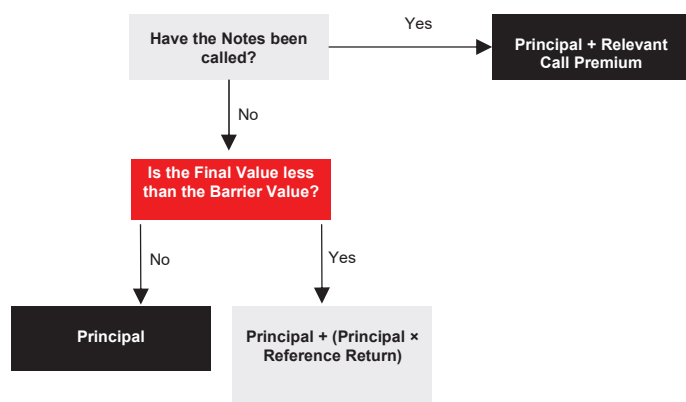 Have the Notes been
called?
Yes
Principal + Relevant
Call Premium
No
Is the Final Value less
than the Barrier Value?
No
Yes
Principal
Principal + (Principal ×
Reference Return)